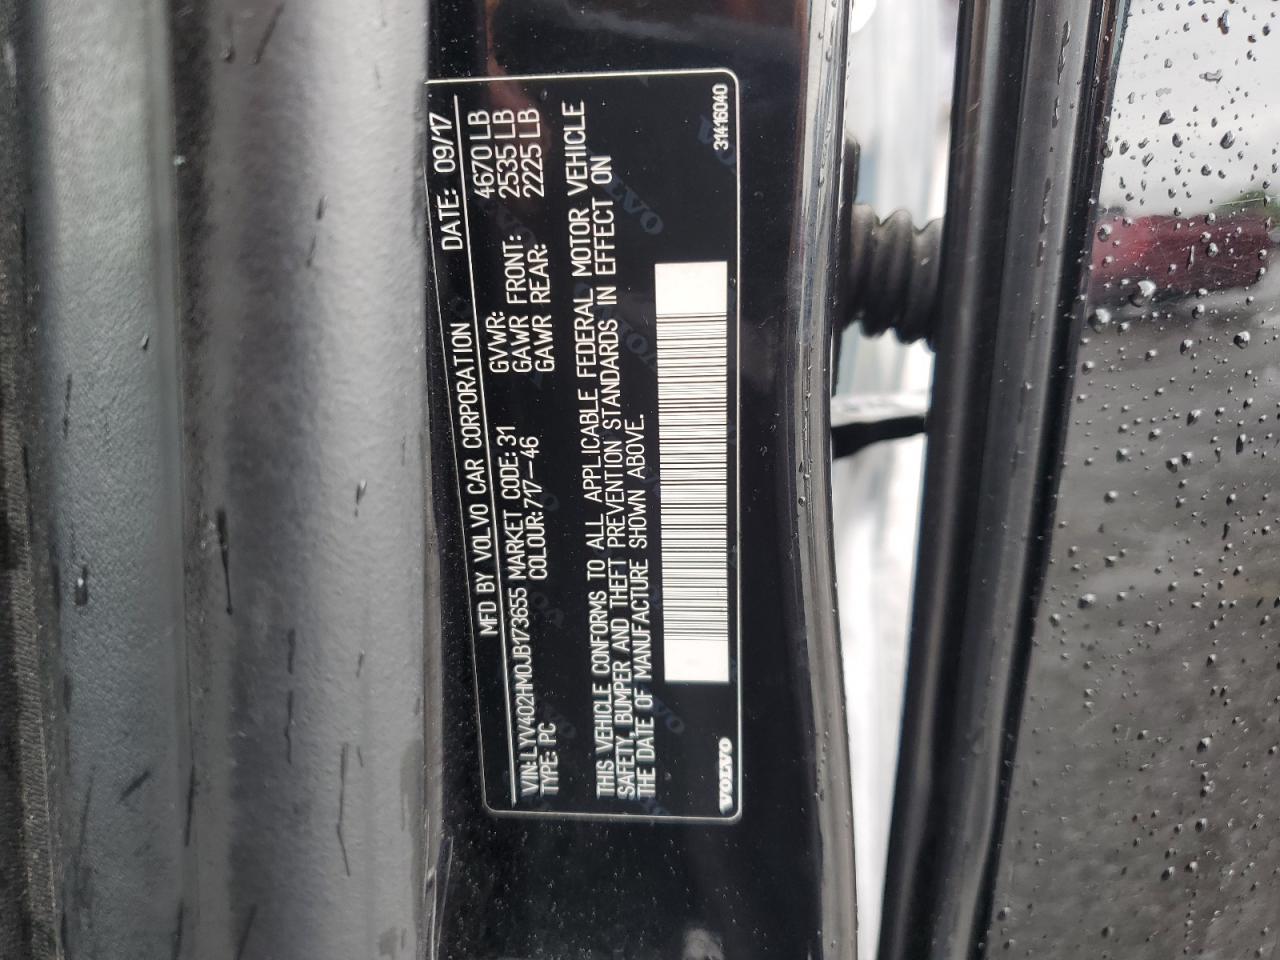 MFD BY VOLVO CAR CORPORATION DATE: 09/17
VIN: LYV402HM0JB173655 MARKET CODE: 31 GVWR: 4670 LB
TYPE: PC COLOUR: 717-46 GAWR FRONT: 2535 LB
GAWR REAR: 2225 LB
THIS VEHICLE CONFORMS TO ALL APPLICABLE FEDERAL MOTOR VEHICLE
SAFETY, BUMPER AND THEFT PREVENTION STANDARDS IN EFFECT ON
THE DATE OF MANUFACTURE SHOWN ABOVE.
VOLVO 31416040